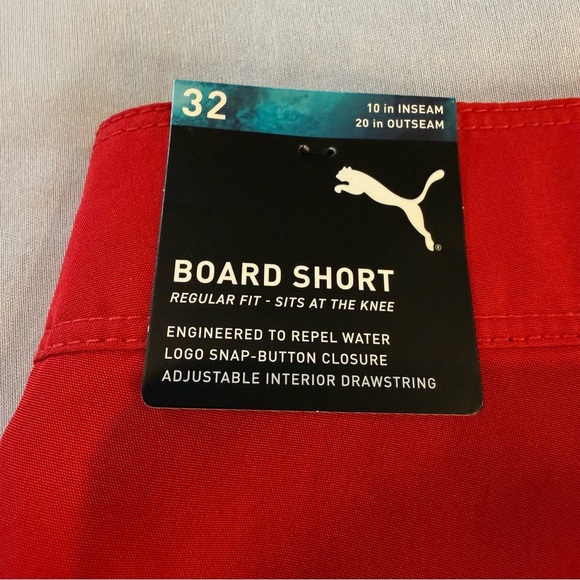 32
10 in INSEAM
20 in OUTSEAM
®
BOARD SHORT
REGULAR FIT - SITS AT THE KNEE
ENGINEERED TO REPEL WATER
LOGO SNAP-BUTTON CLOSURE
ADJUSTABLE INTERIOR DRAWSTRING